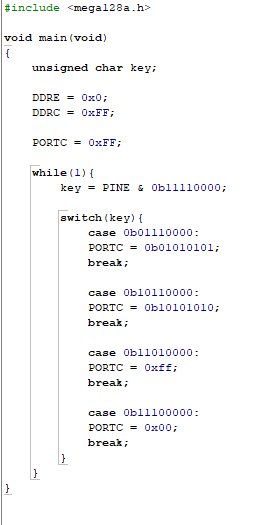 #include <mega128a.h>
void main(void)
{
unsigned char key;
DDRE = 0x0;
DDRC = 0xFF;
PORTC = 0xFF;
while(1){
key = PINE & 0b11110000;
switch(key){
case 0b01110000:
PORTC = 0b01010101;
break;
case 0b10110000:
PORTC = 0b10101010;
break;
case 0b11010000:
PORTC = 0xff;
break;
case 0b11100000:
PORTC = 0x00;
break;
}
}
}